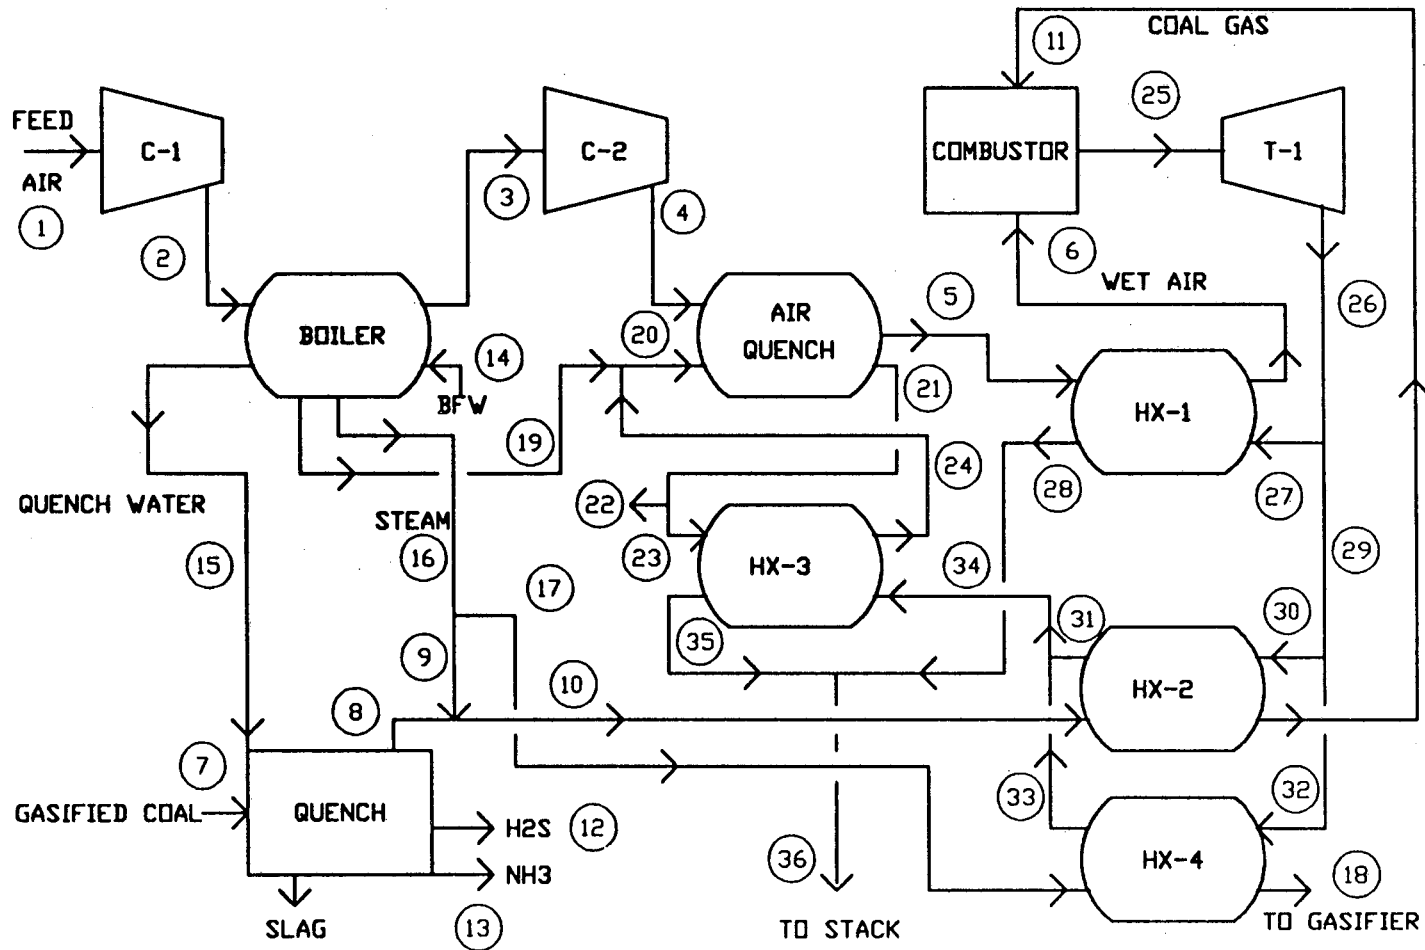 COAL GAS
11
25
FEED
C-1
C-2
COMBUSTOR
T-1
AIR
3
4
1
2
6
WET AIR
5
26
BOILER
20
AIR
QUENCH
14
BFW
21
HX-1
19
24
28
27
QUENCH WATER
22
STEAM
16
15
23
HX-3
34
29
17
35
31
30
9
10
8
HX-2
7
GASIFIED COAL
QUENCH
H2S
12
33
32
NH3
36
HX-4
18
SLAG
13
TO STACK
TO GASIFIER